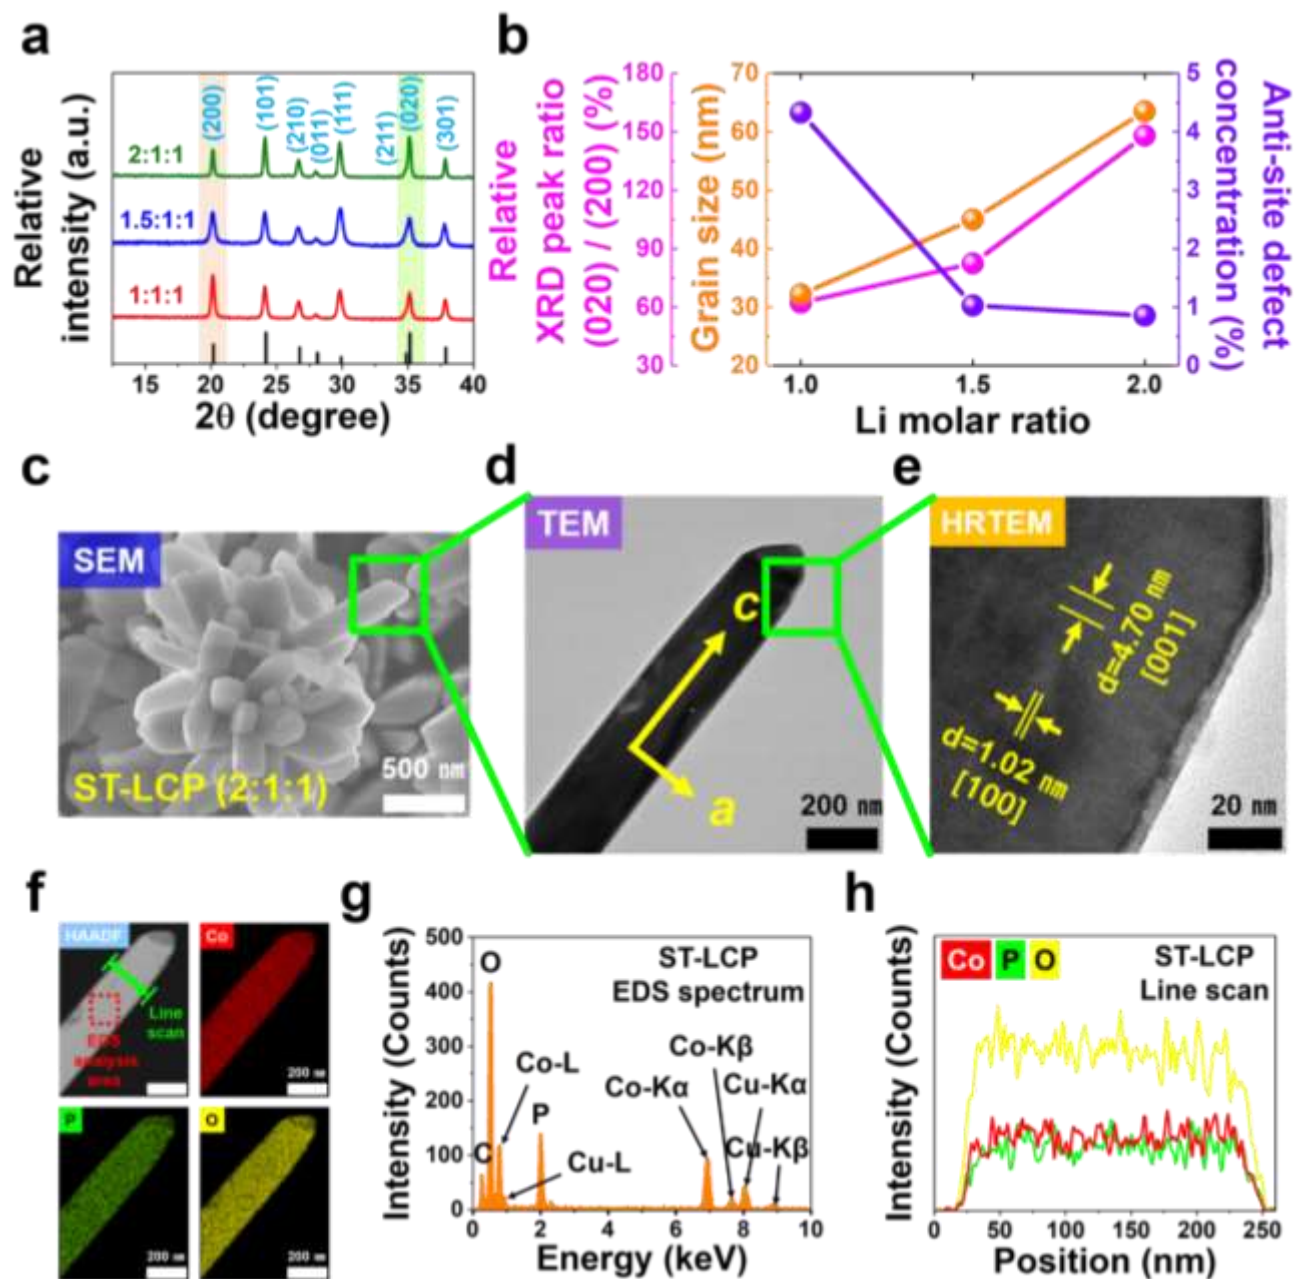 a
Relative
intensity (a.u.)
(200)
(101)
(210)
(011)
(111)
(211)
(020)
(301)
2:1:1
1.5:1:1
1:1:1
15 20 25 30 35 40
2θ (degree)
b
Relative
XRD peak ratio
(020) / (200) (%)
180
150
120
90
60
30
Grain size (nm)
70
60
50
40
30
20
5
4
3
2
1
0
Anti-site defect
concentration (%)
1.0 1.5 2.0
Li molar ratio
c
SEM
ST-LCP (2:1:1)
500 nm
d
TEM
c
a
200 nm
e
HRTEM
d=4.70 nm
[001]
d=1.02 nm
[100]
20 nm
f
HAADF
Line
scan
EDS
analysis
area
Co
200 nm
P
200 nm
O
200 nm
g
Intensity (Counts)
500
400
300
200
100
0
ST-LCP
EDS spectrum
O
C
Co-L
P
Cu-L
Co-Kα
Co-Kβ
Cu-Kα
Cu-Kβ
0 2 4 6 8 10
Energy (keV)
h
Intensity (Counts)
Co P O
ST-LCP
Line scan
0 50 100 150 200 250
Position (nm)